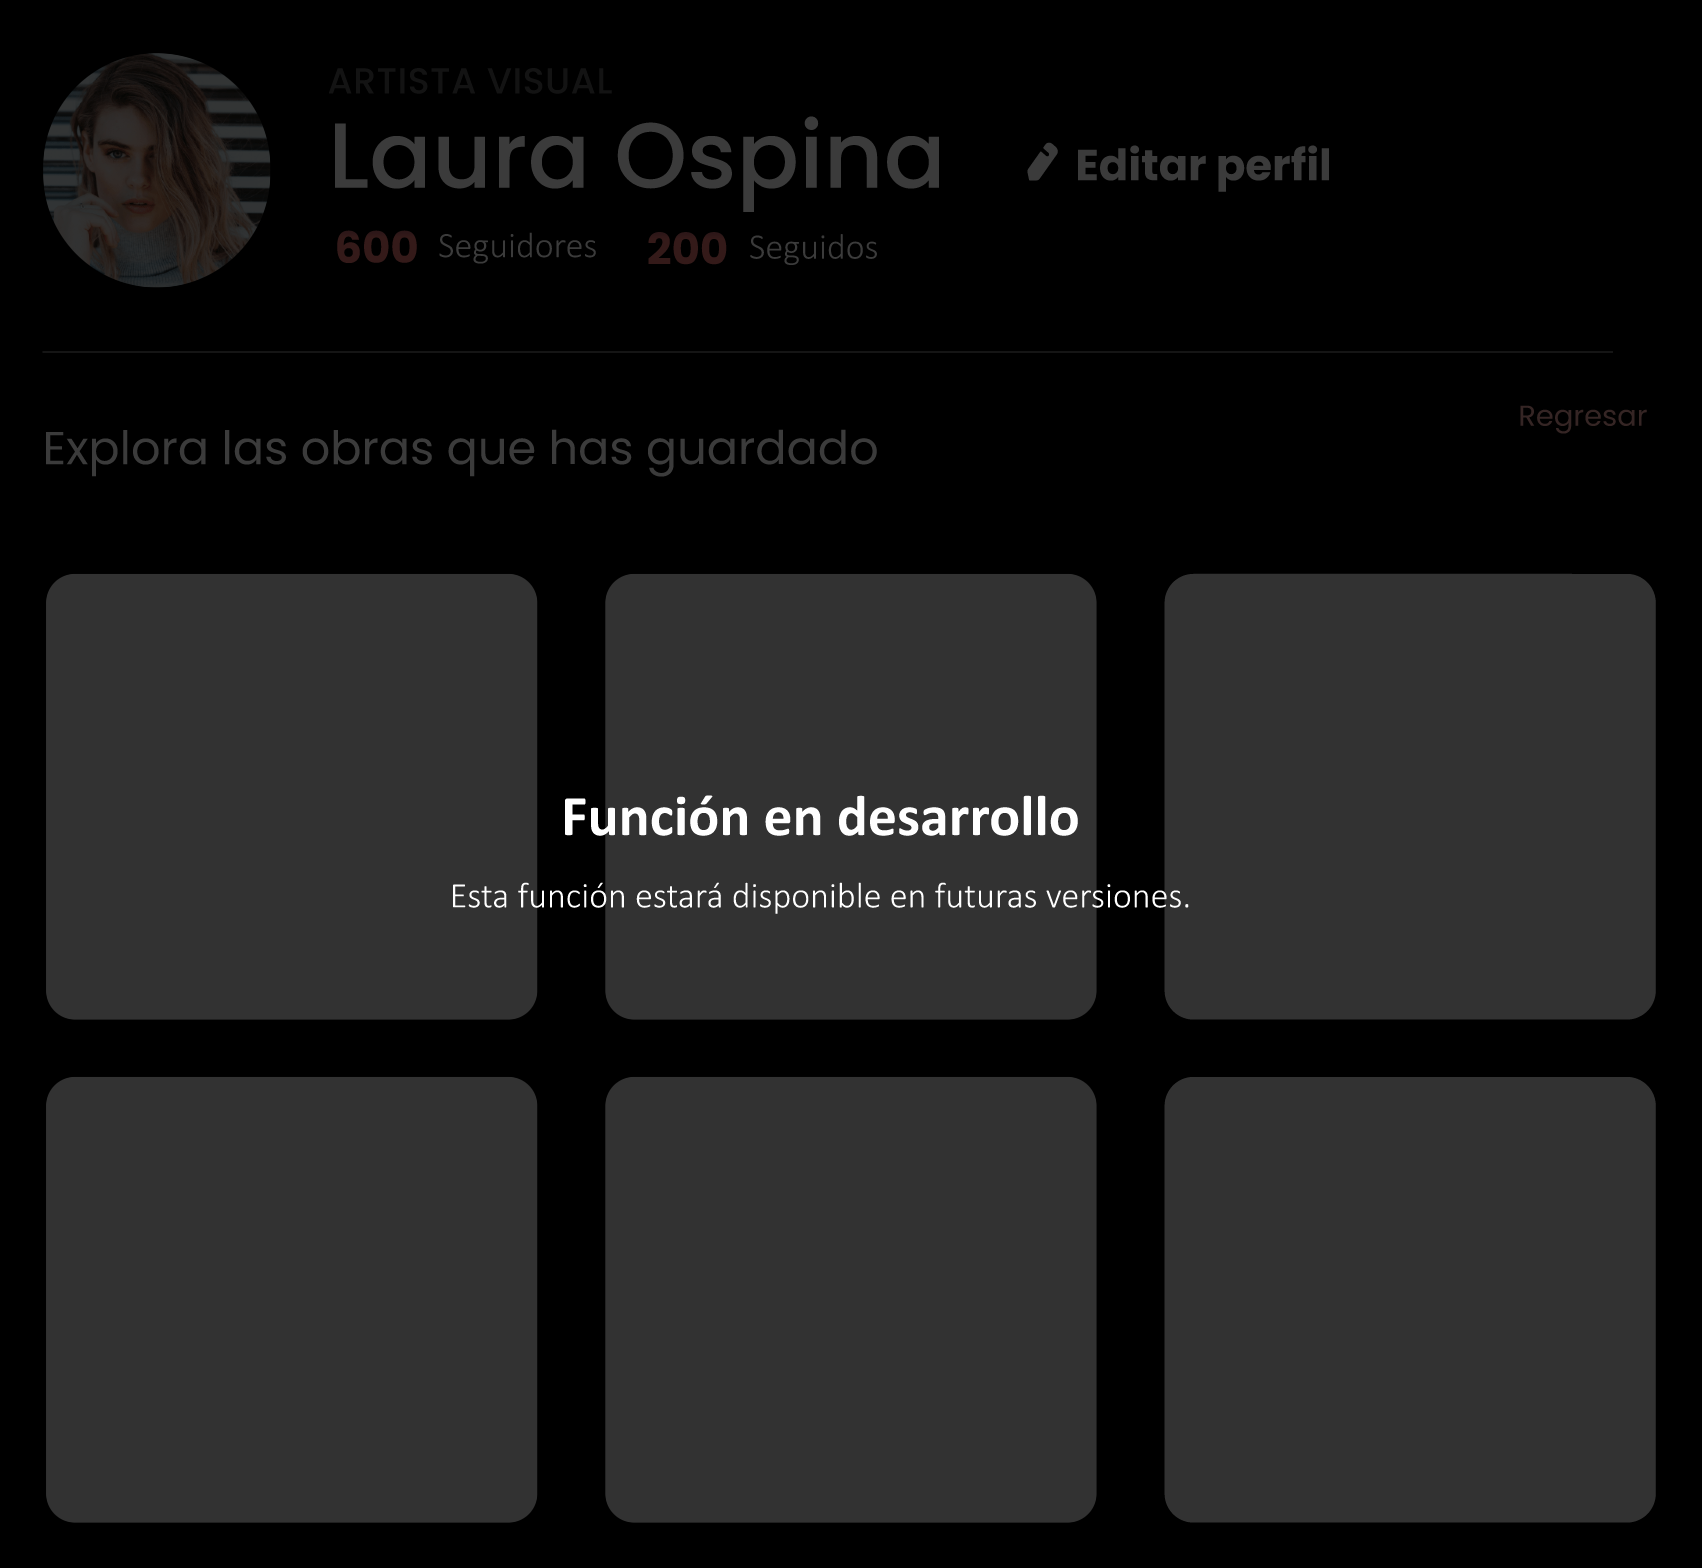 ARTISTA VISUAL
Laura Ospina
Editar perfil
600 Seguidores 200 Seguidos
Regresar
Explora las obras que has guardado
Función en desarrollo
Esta función estará disponible en futuras versiones.